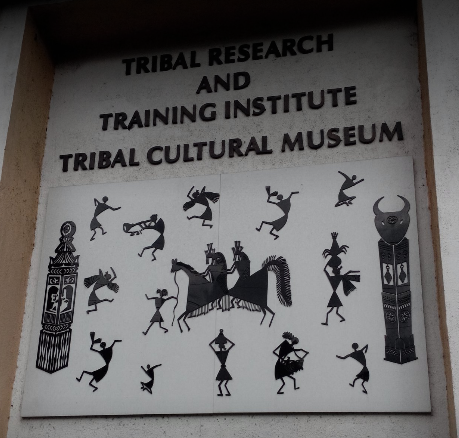 TRIBAL RESEARCH
AND
TRAINING INSTITUTE
TRIBAL CULTURAL MUSEUM